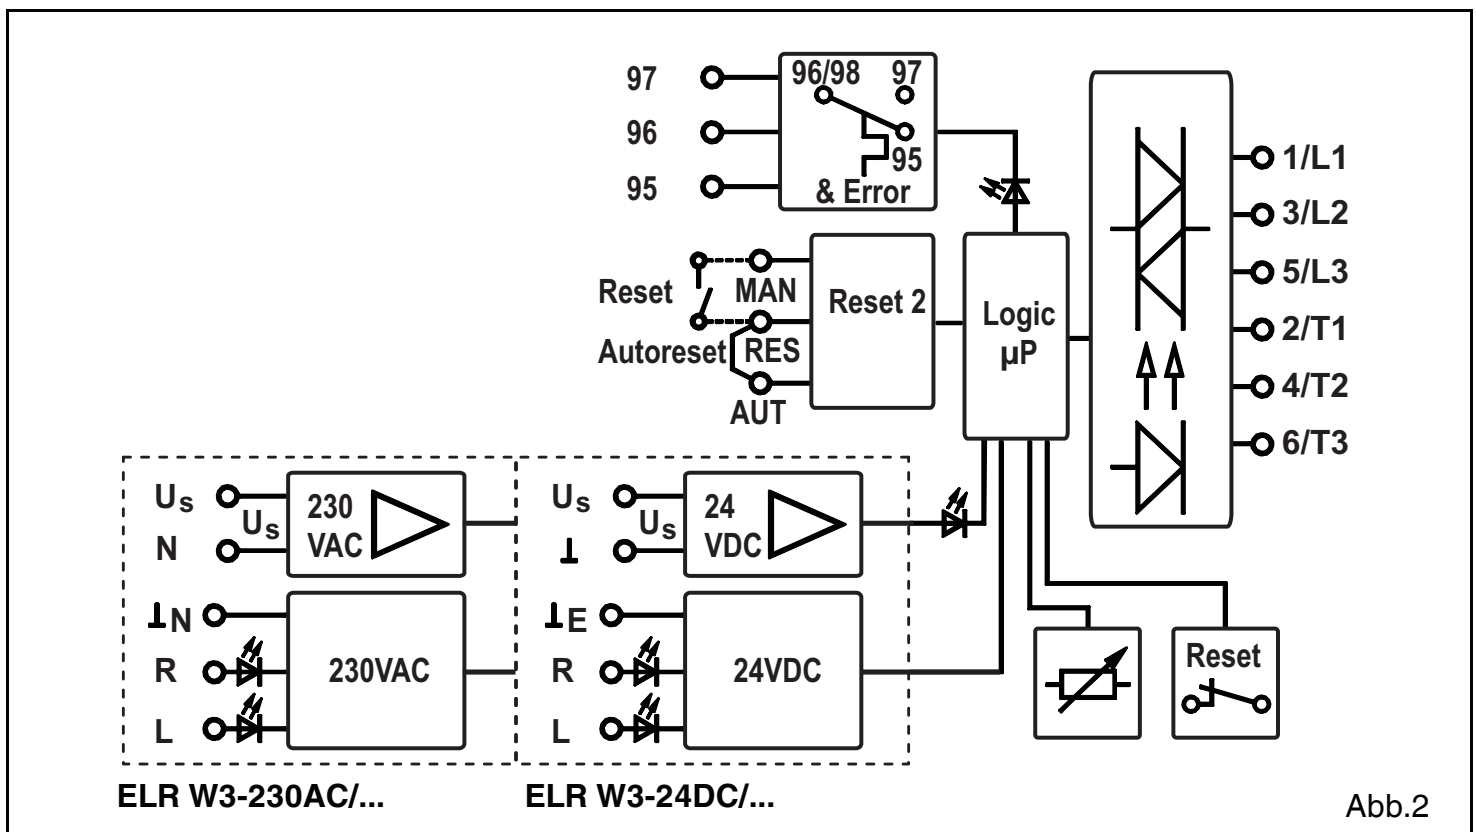 97
96
95
96/98 97
95
& Error
Reset
MAN
Autoreset
RES
AUT
Reset 2
Logic
µP
1/L1
3/L2
5/L3
2/T1
4/T2
6/T3
Us
Us
N
230
VAC
⊥N
R
L
230VAC
Us
Us
⊥
24
VDC
⊥E
R
L
24VDC
Reset
ELR W3-230AC/...
ELR W3-24DC/...
Abb.2